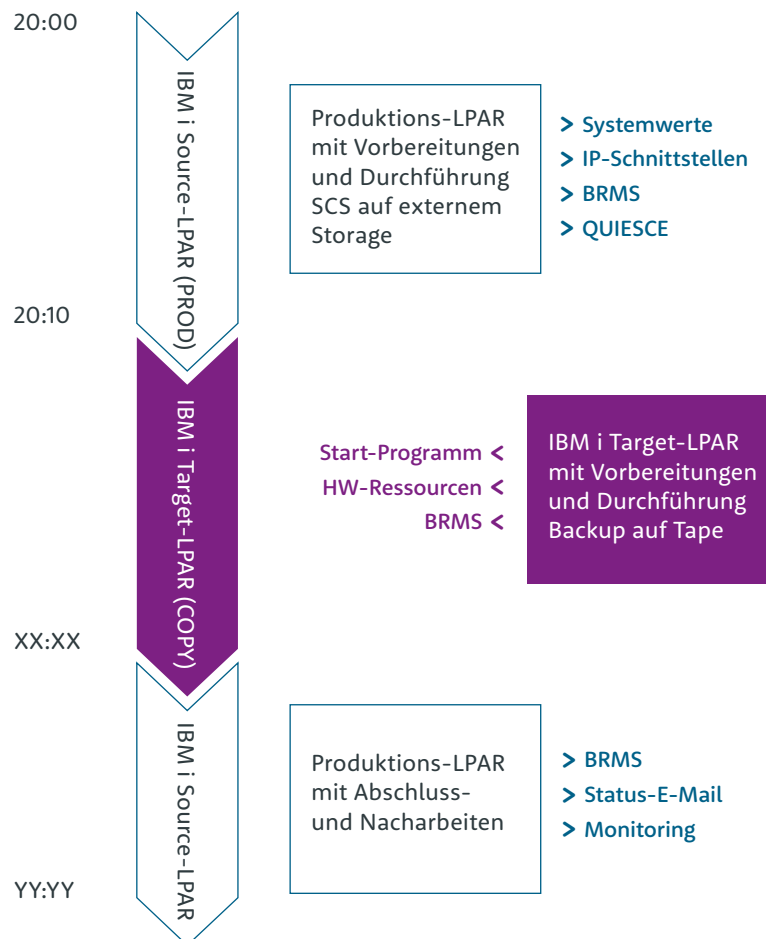 20:00
IBM i Source-LPAR (PROD)
Produktions-LPAR
mit Vorbereitungen
und Durchführung
SCS auf externem
Storage
> Systemwerte
> IP-Schnittstellen
> BRMS
> QUIESCE
20:10
IBM i Target-LPAR (COPY)
Start-Programm <
HW-Ressourcen <
BRMS <
IBM i Target-LPAR
mit Vorbereitungen
und Durchführung
Backup auf Tape
XX:XX
IBM i Source-LPAR
Produktions-LPAR
mit Abschluss-
und Nacharbeiten
> BRMS
> Status-E-Mail
> Monitoring
YY:YY